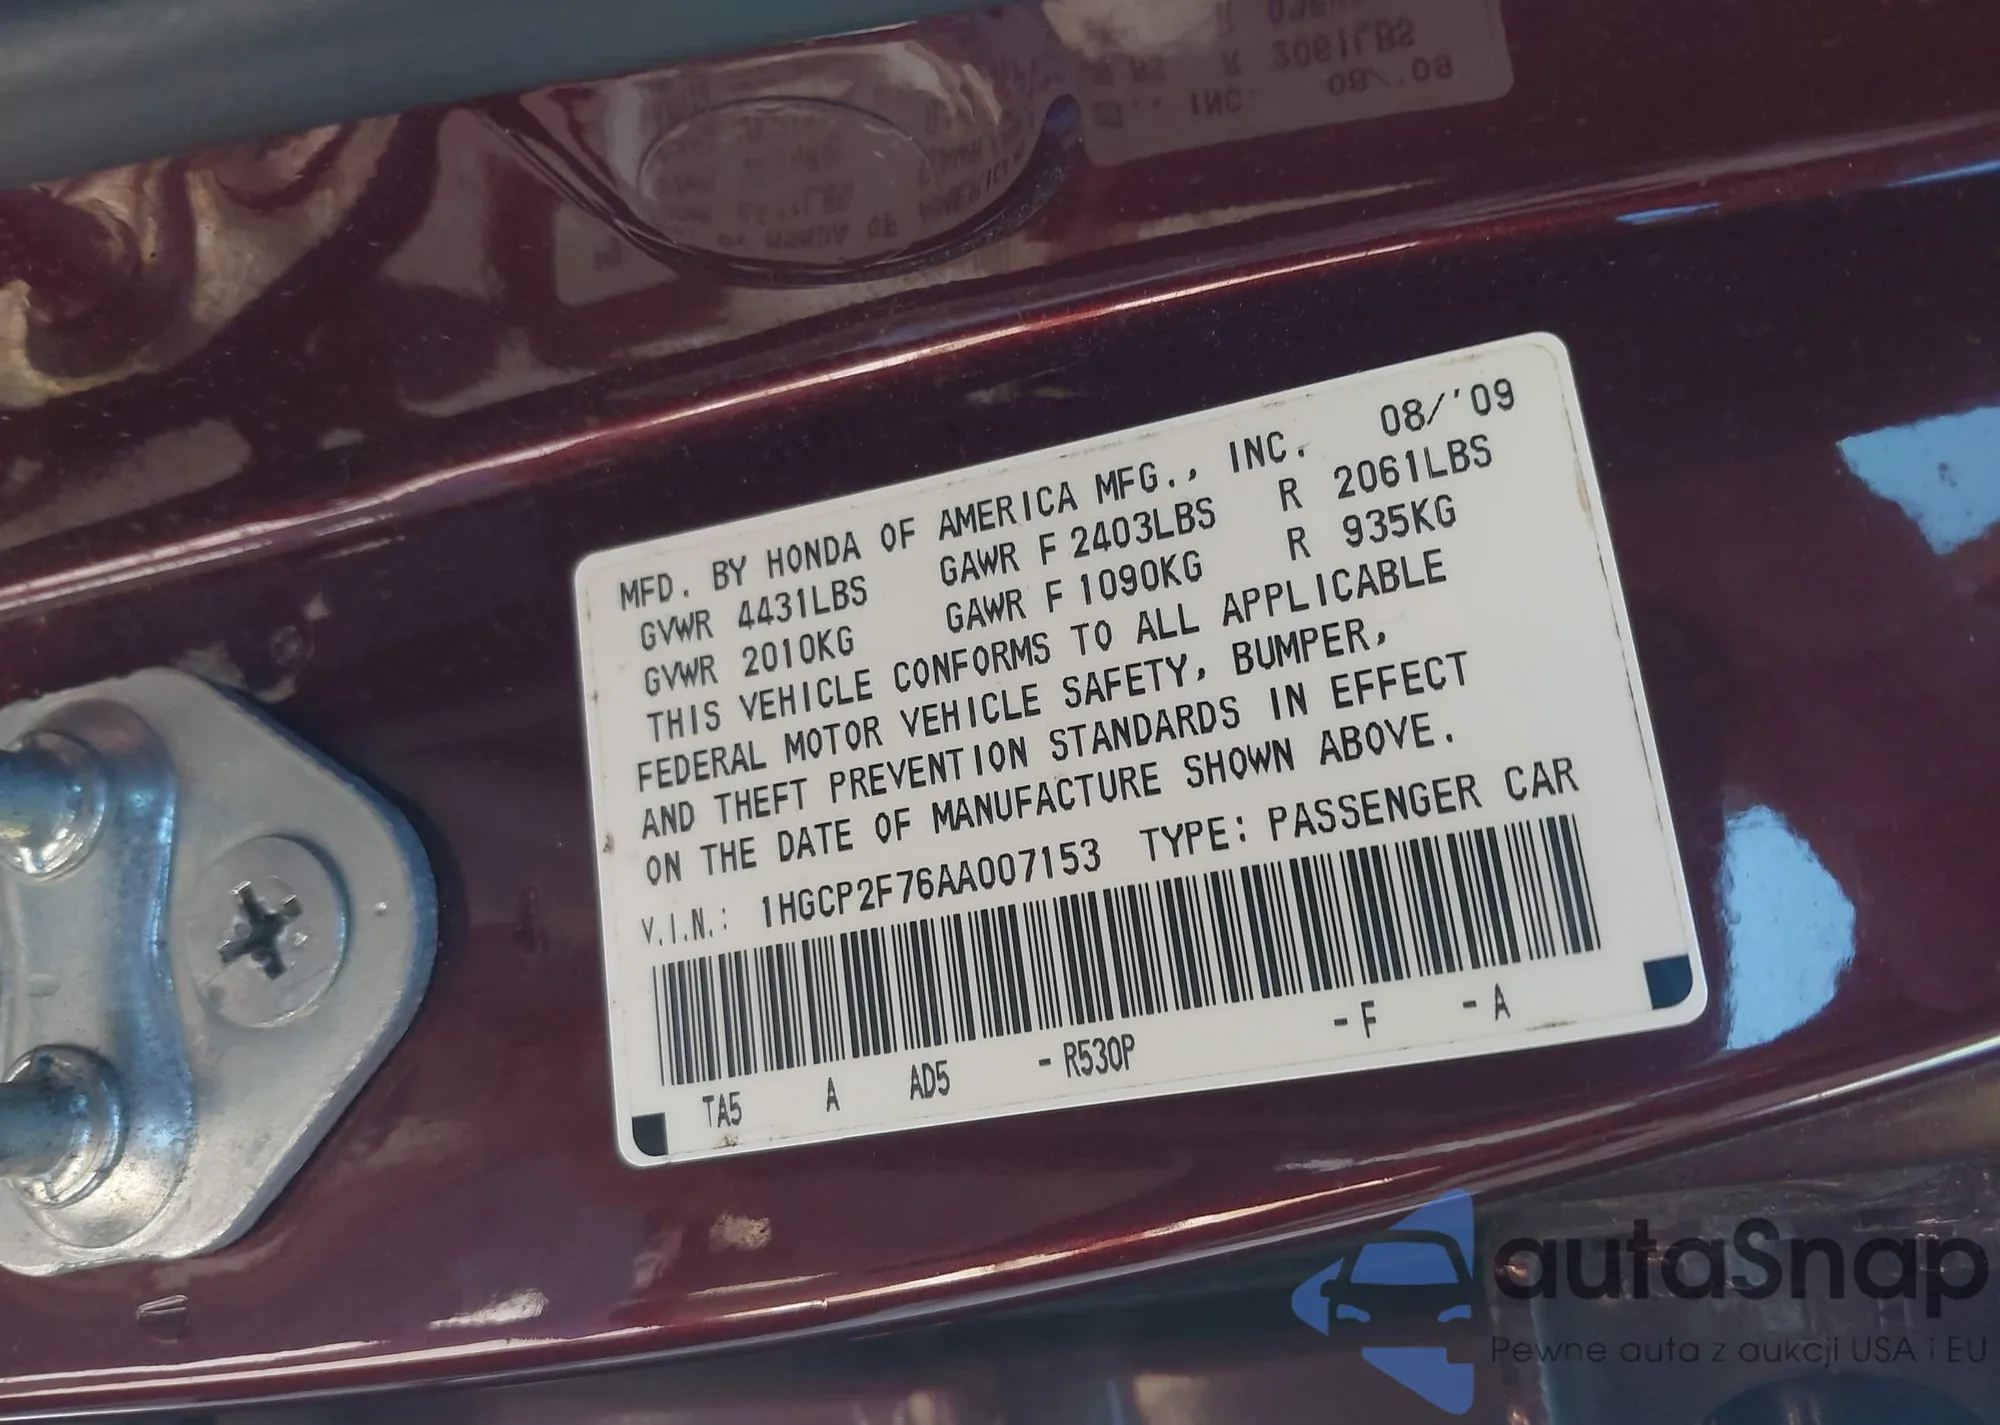 MFD. BY HONDA OF AMERICA MFG., INC. 08/'09
GVWR 4431LBS GAWR F 2403LBS R 2061LBS
GVWR 2010KG GAWR F 1090KG R 935KG
THIS VEHICLE CONFORMS TO ALL APPLICABLE
FEDERAL MOTOR VEHICLE SAFETY, BUMPER,
AND THEFT PREVENTION STANDARDS IN EFFECT
ON THE DATE OF MANUFACTURE SHOWN ABOVE.
V.I.N.: 1HGCP2F76AA007153 TYPE: PASSENGER CAR
TA5 A AD5 -R530P -F -A
autaSnap
Pewne auta z aukcji USA i EU